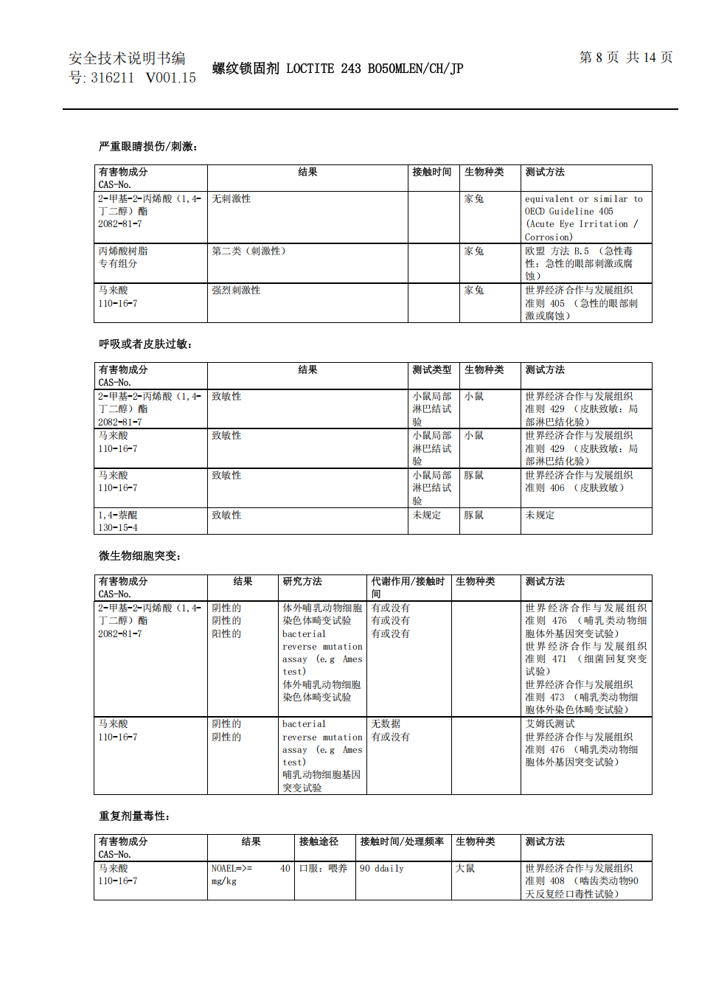 安全技术说明书编
号: 316211 V001.15
螺纹锁固剂 LOCTITE 243 BO50MLEN/CH/JP
第 8 页 共 14 页
严重眼睛损伤/刺激:
有害物成分
CAS-No.
结果
接触时间
生物种类
测试方法
2-甲基-2-丙烯酸（1,4-
丁二醇）酯
2082-81-7
无刺激性
家兔
equivalent or similar to
OECD Guideline 405
(Acute Eye Irritation /
Corrosion)
丙烯酸树脂
专有组分
第二类（刺激性）
家兔
欧盟 方法 B.5 （急性毒
性: 急性的眼部刺激或腐
蚀）
马来酸
110-16-7
强烈刺激性
家兔
世界经济合作与发展组织
准则 405 （急性的眼部刺
激或腐蚀）
呼吸或者皮肤过敏:
有害物成分
CAS-No.
结果
测试类型
生物种类
测试方法
2-甲基-2-丙烯酸（1,4-
丁二醇）酯
2082-81-7
致敏性
小鼠局部
淋巴结试
验
小鼠
世界经济合作与发展组织
准则 429 （皮肤致敏: 局
部淋巴结化验）
马来酸
110-16-7
致敏性
小鼠局部
淋巴结试
验
小鼠
世界经济合作与发展组织
准则 429 （皮肤致敏: 局
部淋巴结化验）
马来酸
110-16-7
致敏性
小鼠局部
淋巴结试
验
豚鼠
世界经济合作与发展组织
准则 406 （皮肤致敏）
1,4-萘醌
130-15-4
致敏性
未规定
豚鼠
未规定
微生物细胞突变:
有害物成分
CAS-No.
结果
研究方法
代谢作用/接触时
间
生物种类
测试方法
2-甲基-2-丙烯酸（1,4-
丁二醇）酯
2082-81-7
阴性的
阴性的
阳性的
体外哺乳动物细胞
染色体畸变试验
bacterial
reverse mutation
assay (e.g Ames
test)
体外哺乳动物细胞
染色体畸变试验
有或没有
有或没有
有或没有
世界经济合作与发展组织
准则 476 （哺乳类动物细
胞体外基因突变试验）
世界经济合作与发展组织
准则 471 （细菌回复突变
试验）
世界经济合作与发展组织
准则 473 （哺乳类动物细
胞体外染色体畸变试验）
马来酸
110-16-7
阴性的
阴性的
bacterial
reverse mutation
assay (e.g Ames
test)
哺乳动物细胞基因
突变试验
无数据
有或没有
艾姆氏测试
世界经济合作与发展组织
准则 476 （哺乳类动物细
胞体外基因突变试验）
重复剂量毒性:
有害物成分
CAS-No.
结果
接触途径
接触时间/处理频率
生物种类
测试方法
马来酸
110-16-7
NOAEL=>= 40
mg/kg
口服: 喂养
90 ddaily
大鼠
世界经济合作与发展组织
准则 408 （啮齿类动物90
天反复经口毒性试验）